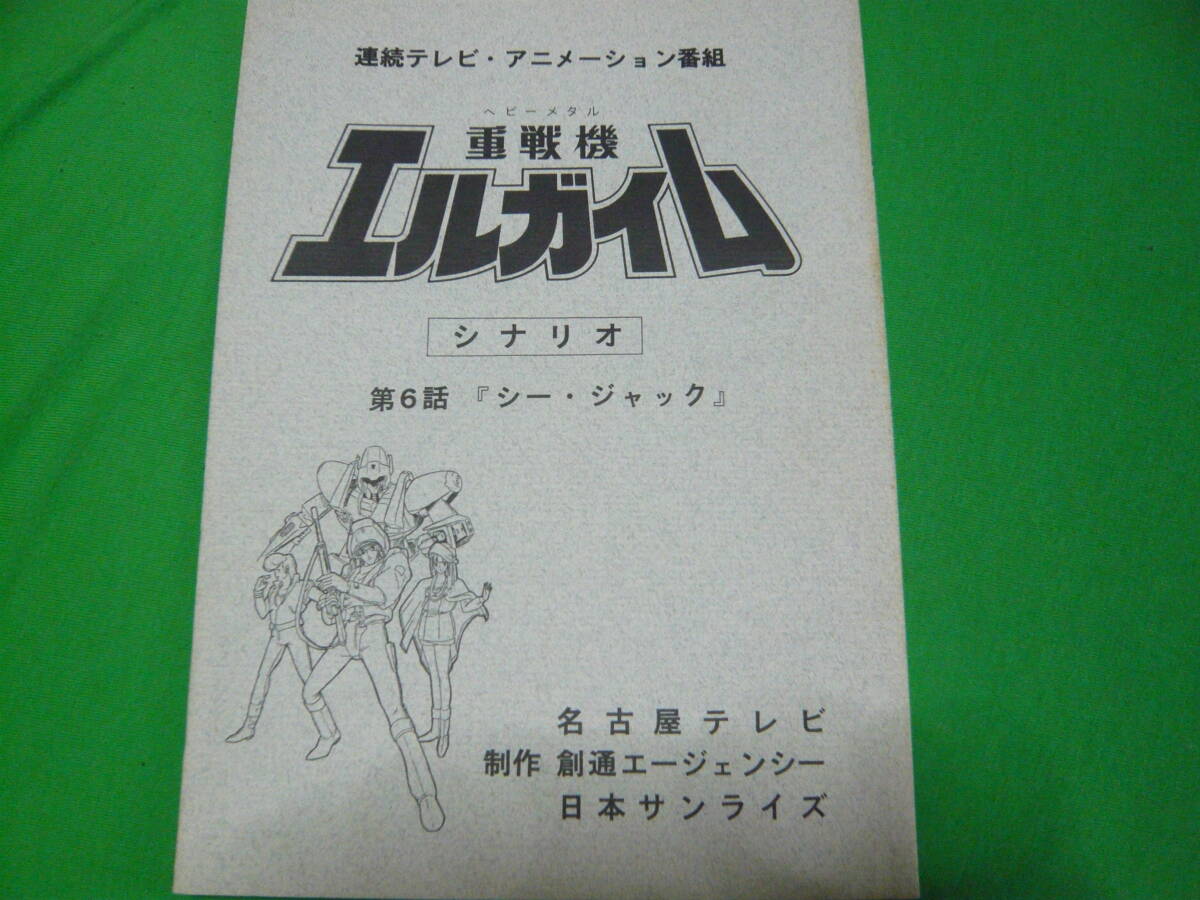 連続テレビ・アニメーション番組
ヘビーメタル
重戦機
エルガイム
シナリオ
第6話 『シー・ジャック』
名古屋テレビ
制作 創通エージェンシー
日本サンライズ